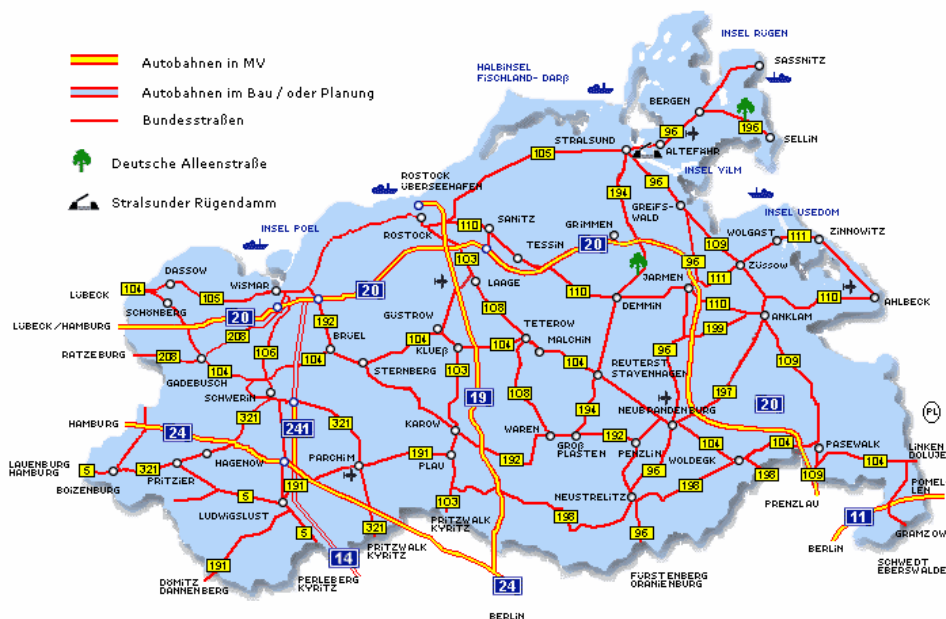 INSEL RÜGEN
Autobahnen in MV
SASSNITZ
HALBINSEL
FISCHLAND- DARß
Autobahnen im Bau / oder Planung
BERGEN
Bundesstraßen
96
196
STRALSUND
SELLIN
105
ALTEFÄHR
Deutsche Alleenstraße
INSEL VILM
ROSTOCK
ÜBERSEEHAFEN
194
96
Stralsunder Rügendamm
GREIFS-
WALD
INSEL USEDOM
110
SANITZ
GRIMMEN
INSEL POEL
ROSTOCK
WOLGAST
111
ZINNOWITZ
TESSIN
20
109
103
96
DASSOW
ZÜSSOW
111
JARMEN
LAAGE
104
WISMAR
20
110
LÜBECK
105
DEMMIN
110
110
AHLBECK
SCHÖNBERG
108
20
192
GÜSTROW
ANKLAM
LÜBECK/HAMBURG
199
TETEROW
208
106
BRÜEL
104
104
MALCHIN
96
RATZEBURG
208
104
KLUEß
104
109
REUTERST
STAVENHAGEN
STERNBERG
103
GADEBUSCH
197
SCHWERIN
19
108
NEUBRANDENBURG
20
321
194
PL
HAMBURG
24
241
KAROW
WAREN
192
104
LINKEN
DOLUJE
GROß
PLASTEN
PENZLIN
PASEWALK
LAUENBURG
HAMBURG
5
321
HAGENOW
PARCHIM
191
192
WOLDEGK
104
PLAU
96
198
109
POMEL
LEN
BOIZENBURG
PRITZIER
191
198
5
103
NEUSTRELITZ
PRENZLAU
LUDWIGSLUST
198
11
PRITZWALK
KYRITZ
5
321
96
GRAMZOW
PRITZWALK
KYRITZ
BERLIN
14
191
SCHWEDT
EBERSWALDE
DÖMITZ
DANNENBERG
PERLEBERG
KYRITZ
24
FÜRSTENBERG
ORANIENBURG
BERLIN